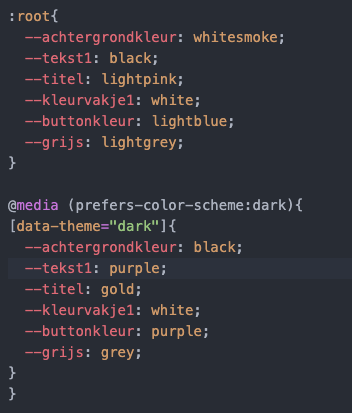 :root{
  --achtergrondkleur: whitesmoke;
  --tekst1: black;
  --titel: lightpink;
  --kleurvakje1: white;
  --buttonkleur: lightblue;
  --grijs: lightgrey;
}

@media (prefers-color-scheme:dark){
[data-theme="dark"]{
  --achtergrondkleur: black;
  --tekst1: purple;
  --titel: gold;
  --kleurvakje1: white;
  --buttonkleur: purple;
  --grijs: grey;
}
}